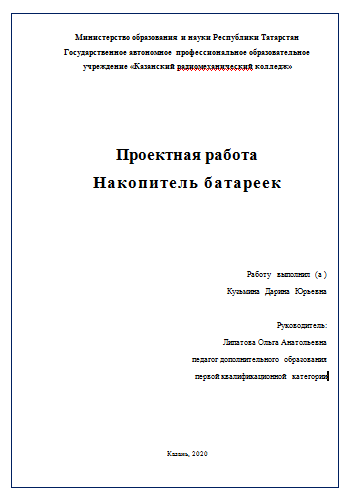 Министерство образования и науки Республики Татарстан
Государственное автономное профессиональное образовательное
учреждение «Казанский радиомеханический колледж»
Проектная работа
Накопитель батареек
Работу выполнил (а )
Кузьмина Дарина Юрьевна
Руководитель:
Липатова Ольга Анатольевна
педагог дополнительного образования
первой квалификационной категории
Казань, 2020